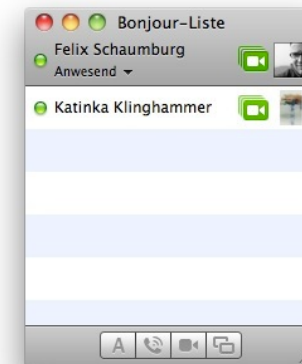 Bonjour-Liste
Felix Schaumburg
Anwesend
Katinka Klinghammer
A